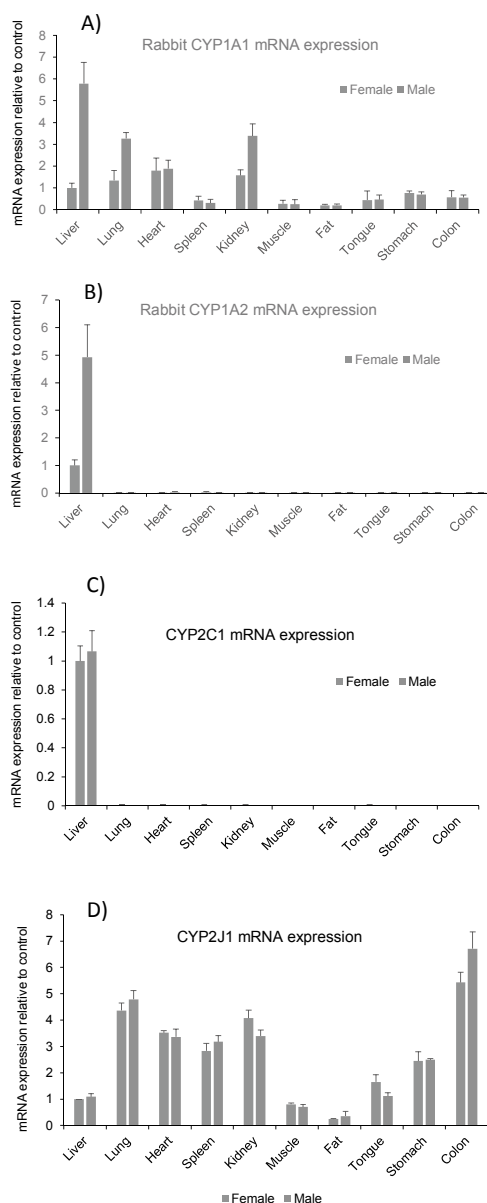 A)
Rabbit CYP1A1 mRNA expression
mRNA expression relative to control
8
7
6
5
4
3
2
1
0
Female Male
Liver Lung Heart Spleen Kidney Muscle Fat Tongue Stomach Colon
B)
Rabbit CYP1A2 mRNA expression
mRNA expression relative to control
7
6
5
4
3
2
1
0
Female Male
Liver Lung Heart Spleen Kidney Muscle Fat Tongue Stomach Colon
C)
CYP2C1 mRNA expression
mRNA expression relative to control
1.4
1.2
1
0.8
0.6
0.4
0.2
0
Female Male
Liver Lung Heart Spleen Kidney Muscle Fat Tongue Stomach Colon
D)
CYP2J1 mRNA expression
mRNA expression relative to control
8
7
6
5
4
3
2
1
0
Liver Lung Heart Spleen Kidney Muscle Fat Tongue Stomach Colon
Female Male